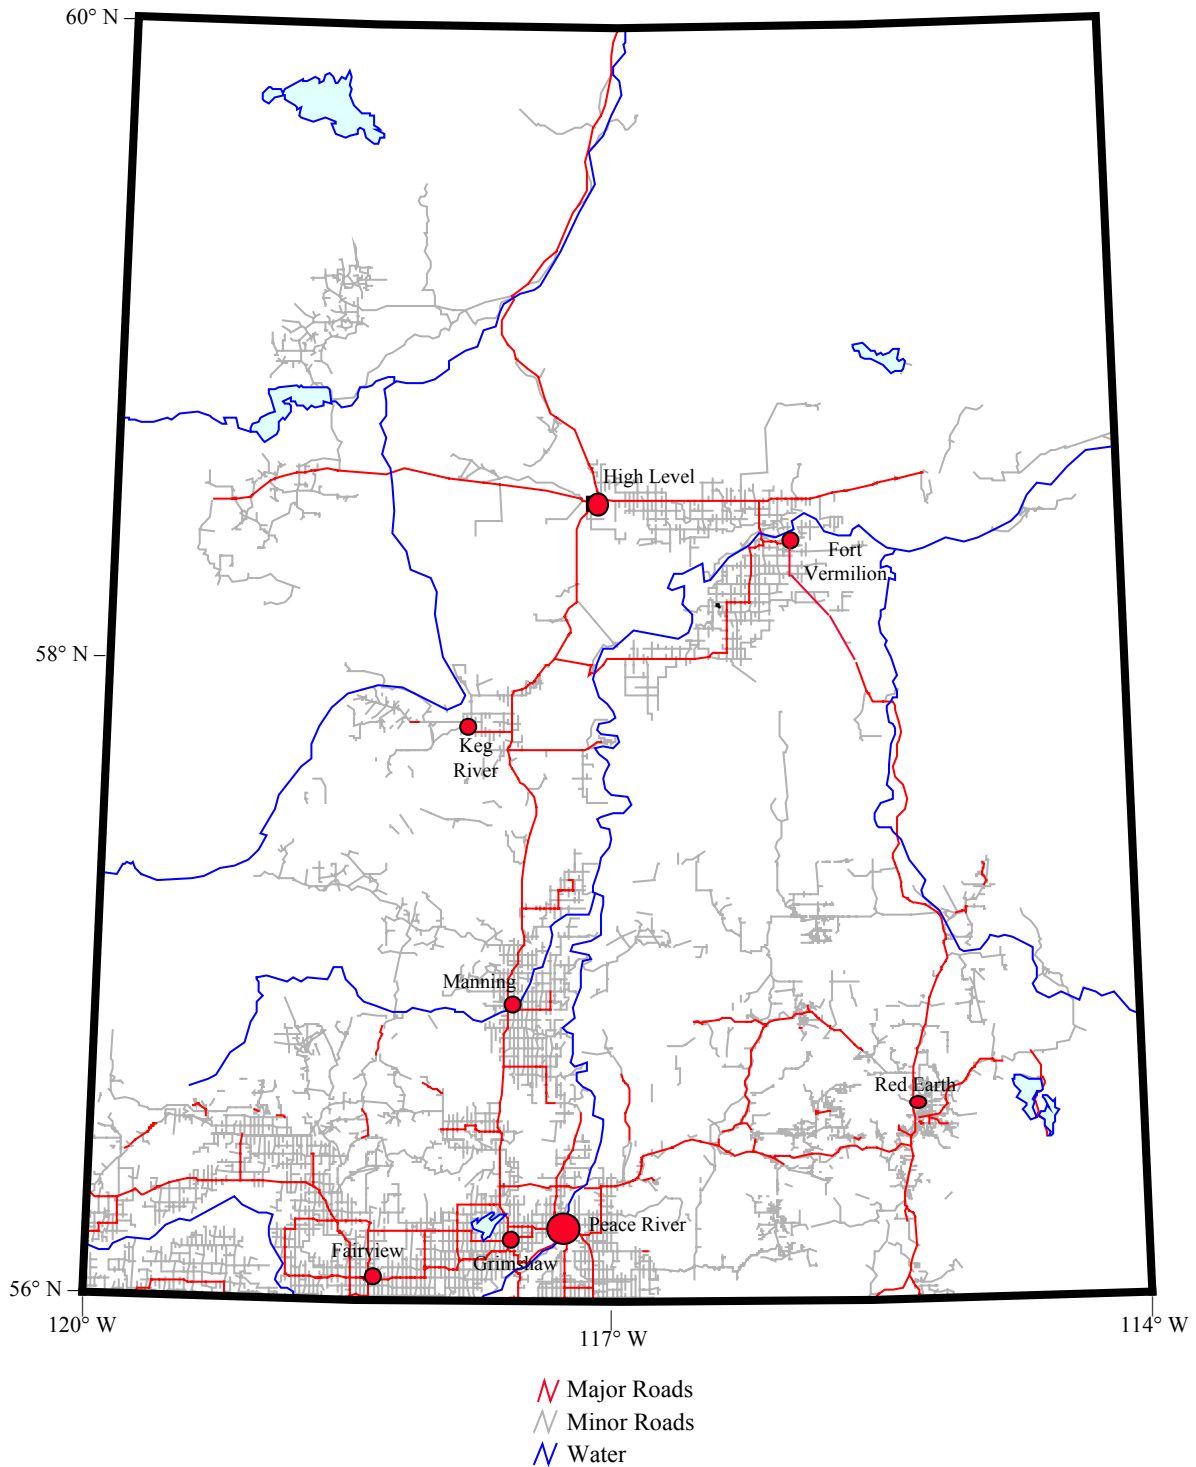 60° N
High Level
Fort
Vermilion
58° N
Keg
River
Manning
Red Earth
Peace River
Fairview
Grimshaw
56° N
120° W
117° W
114° W
Major Roads
Minor Roads
Water